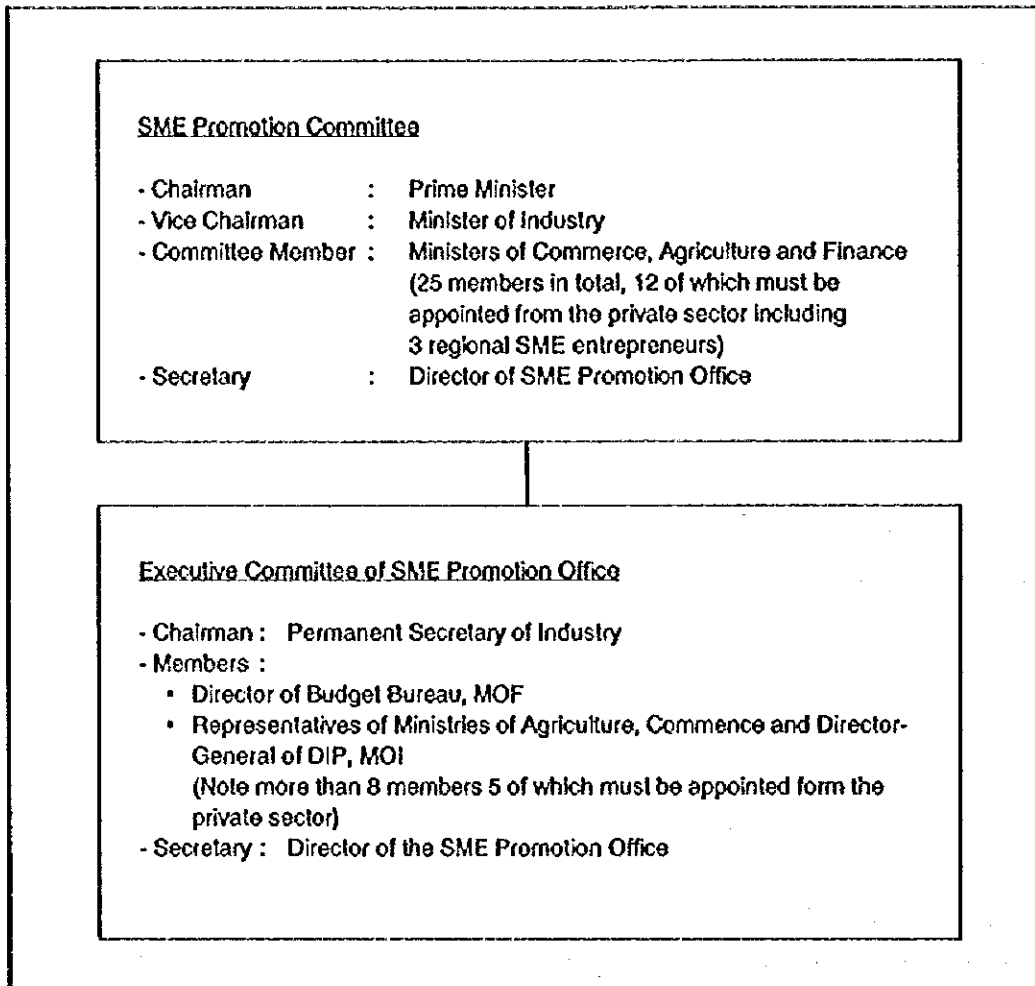 SME Promotion Committee
- Chairman : Prime Minister
- Vice Chairman : Minister of Industry
- Committee Member : Ministers of Commerce, Agriculture and Finance
(25 members in total, 12 of which must be
appointed from the private sector including
3 regional SME entrepreneurs)
- Secretary : Director of SME Promotion Office
Executive Committee of SME Promotion Office
- Chairman : Permanent Secretary of Industry
- Members :
• Director of Budget Bureau, MOF
• Representatives of Ministries of Agriculture, Commence and Director-
General of DIP, MOI
(Note more than 8 members 5 of which must be appointed form the
private sector)
- Secretary : Director of the SME Promotion Office